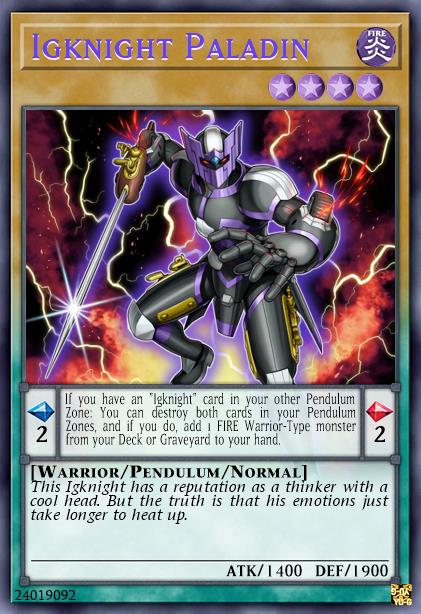 Igknight Paladin
FIRE
炎
If you have an "Igknight" card in your other Pendulum
Zone: You can destroy both cards in your Pendulum
Zones, and if you do, add 1 FIRE Warrior-Type monster
from your Deck or Graveyard to your hand.
2
2
[Warrior/Pendulum/Normal]
This Igknight has a reputation as a thinker with a
cool head. But the truth is that his emotions just
take longer to heat up.
ATK/1400 DEF/1900
24019092